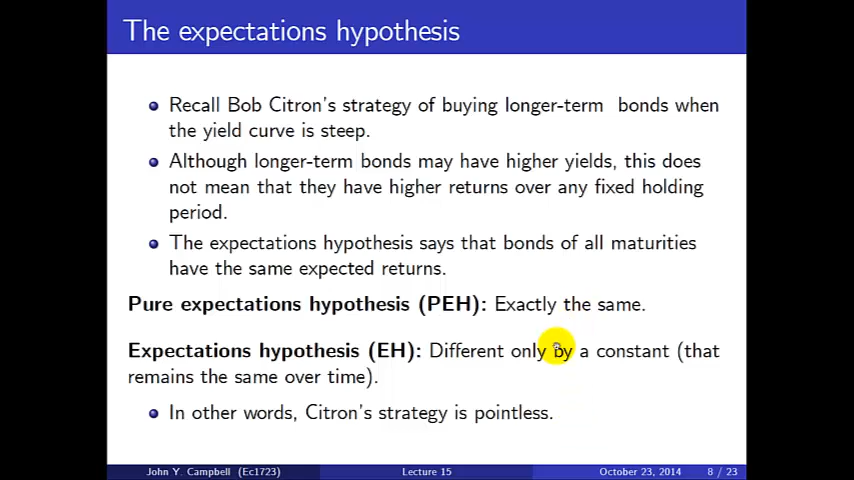 The expectations hypothesis
Recall Bob Citron's strategy of buying longer-term bonds when
the yield curve is steep.
Although longer-term bonds may have higher yields, this does
not mean that they have higher returns over any fixed holding
period.
The expectations hypothesis says that bonds of all maturities
have the same expected returns.
Pure expectations hypothesis (PEH): Exactly the same.
Expectations hypothesis (EH): Different only by a constant (that
remains the same over time).
In other words, Citron's strategy is pointless.
John Y. Campbell (Ec1723) Lecture 15 October 23, 2014 8 / 23